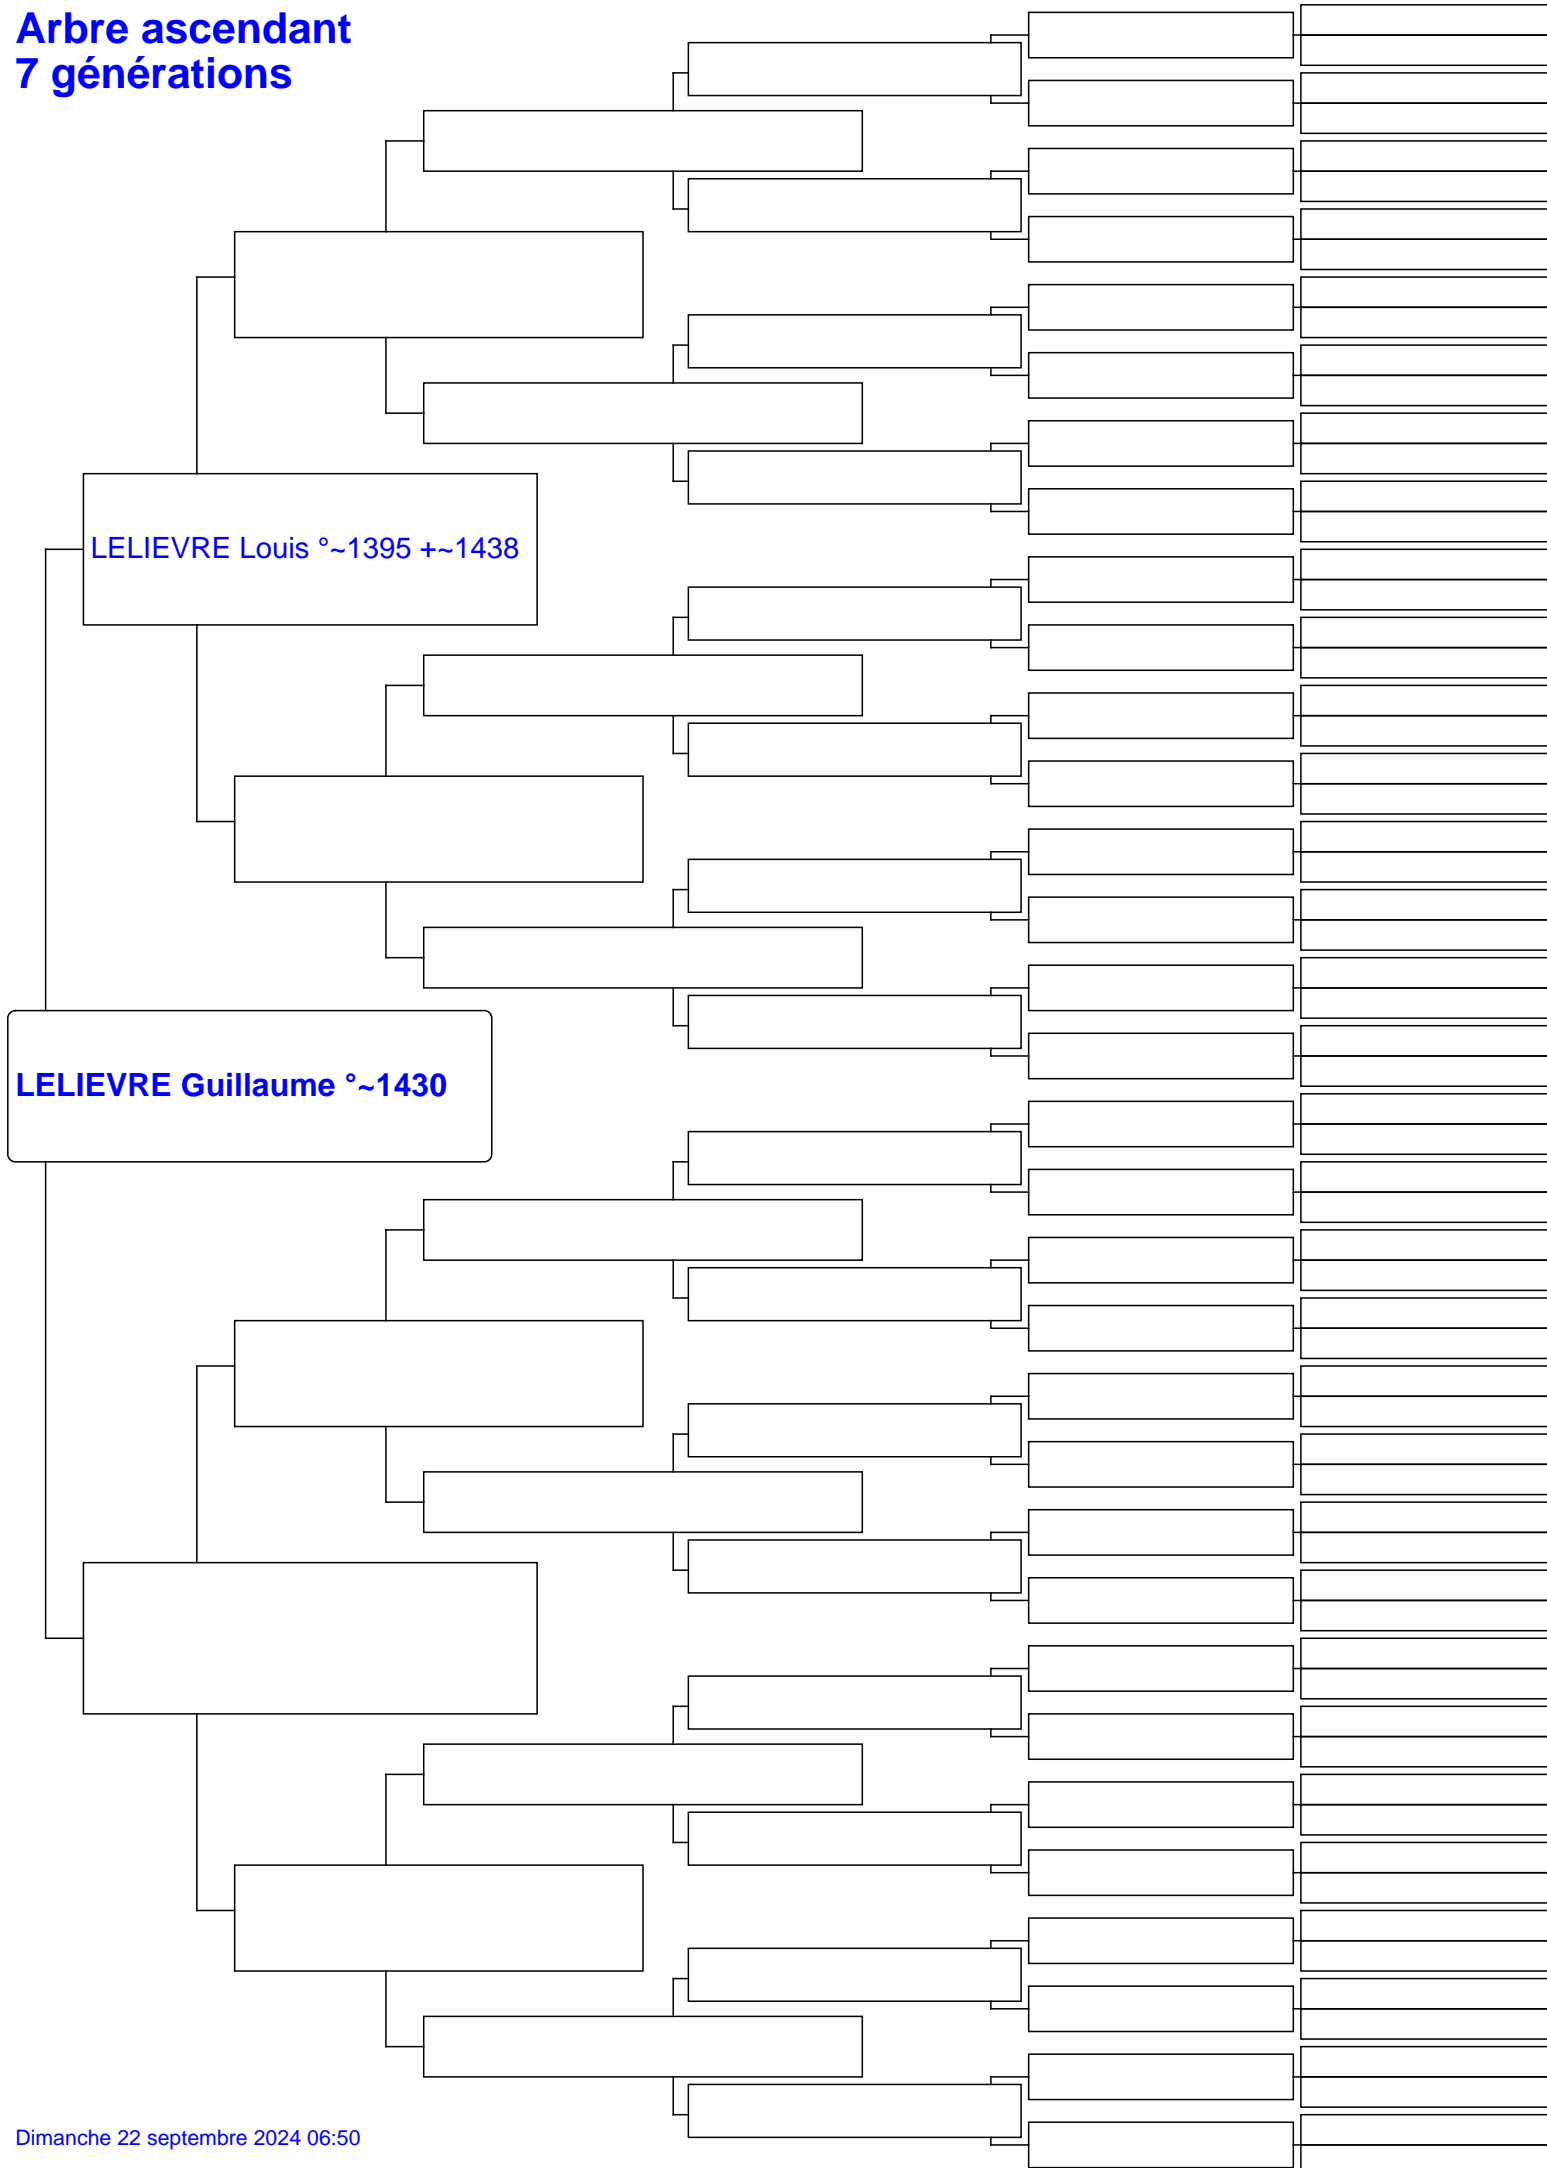 Arbre ascendant
7 générations
LELIEVRE Louis °~1395 +~1438
LELIEVRE Guillaume °~1430
Dimanche 22 septembre 2024 06:50